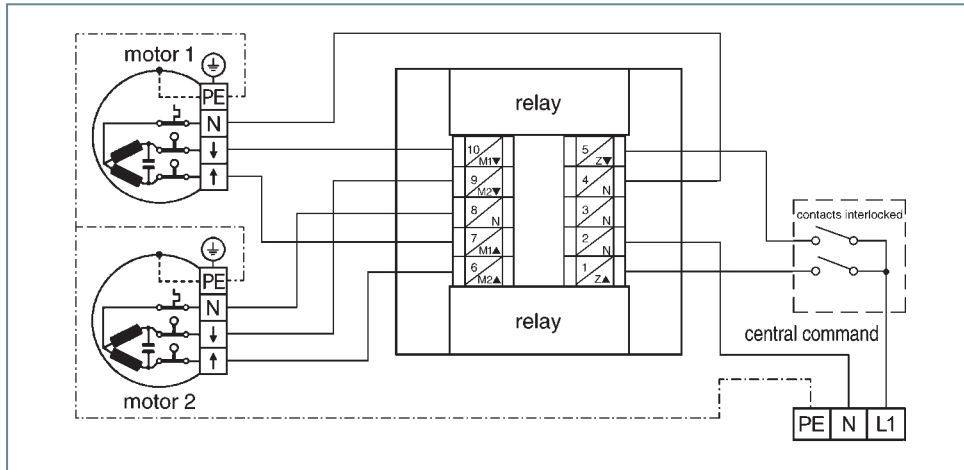 motor 1
PE
N
↓
↑
relay
10 M1▼
9 M2▼
8 N
7 M1▲
6 M2▲
5 Z▼
4 N
3 N
2 N
1 Z▲
relay
contacts interlocked
central command
PE
N
↓
↑
motor 2
PE N L1